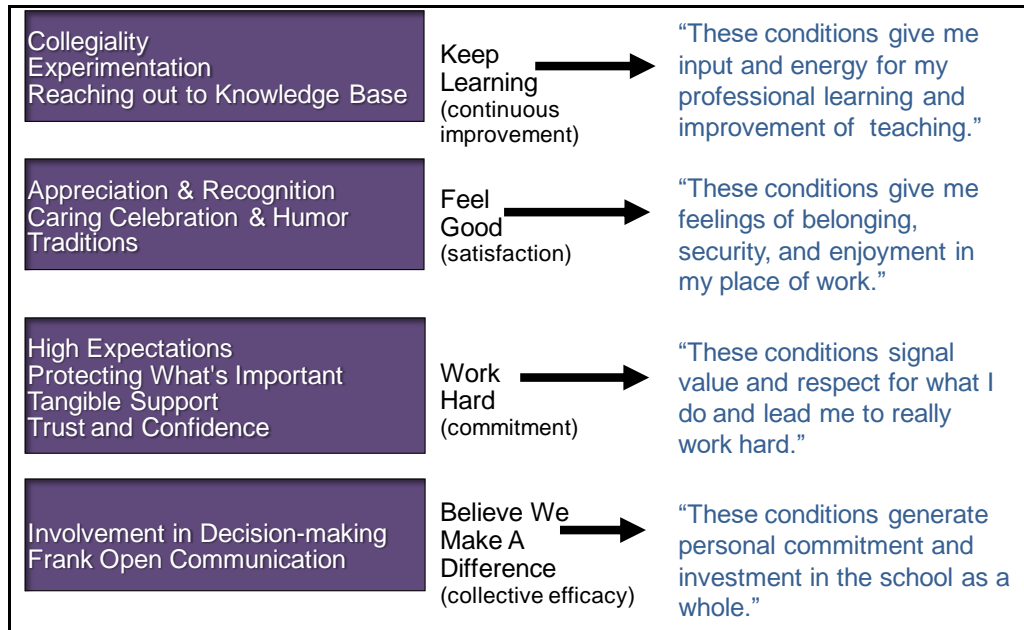 Collegiality
Experimentation
Reaching out to Knowledge Base
Keep
Learning
(continuous
improvement)
“These conditions give me
input and energy for my
professional learning and
improvement of teaching.”
Appreciation & Recognition
Caring Celebration & Humor
Traditions
Feel
Good
(satisfaction)
“These conditions give me
feelings of belonging,
security, and enjoyment in
my place of work.”
High Expectations
Protecting What's Important
Tangible Support
Trust and Confidence
Work
Hard
(commitment)
“These conditions signal
value and respect for what I
do and lead me to really
work hard.”
Involvement in Decision-making
Frank Open Communication
Believe We
Make A
Difference
(collective efficacy)
“These conditions generate
personal commitment and
investment in the school as a
whole.”